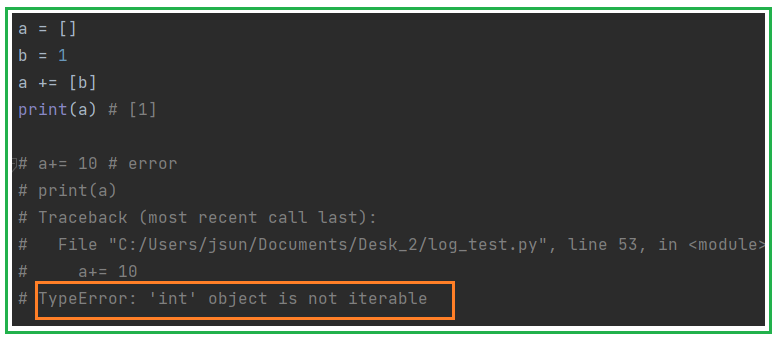 a = []
b = 1
a += [b]
print(a) # [1]
# a+= 10 # error
# print(a)
# Traceback (most recent call last):
#   File "C:/Users/jsun/Documents/Desk_2/log_test.py", line 53, in <module>
#     a+= 10
# TypeError: 'int' object is not iterable